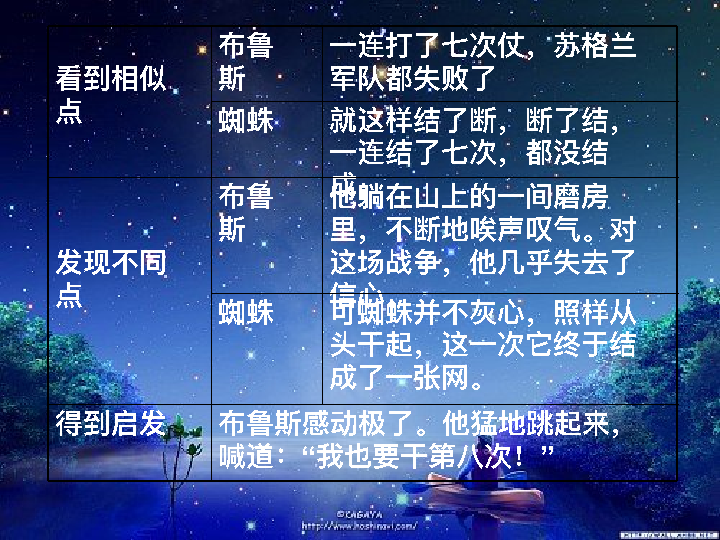 看到相似
点
布鲁
斯
一连打了七次仗，苏格兰
军队都失败了
蜘蛛
就这样结了断，断了结，
一连结了七次，都没结
成
发现不同
点
布鲁
斯
他躺在山上的一间磨房
里，不断地唉声叹气。对
这场战争，他几乎失去了
信心
蜘蛛
可蜘蛛并不灰心，照样从
头干起，这一次它终于结
成了一张网。
得到启发
布鲁斯感动极了。他猛地跳起来，
喊道：“我也要干第八次！”
©KAGAYA
http://www.hoshinavi.com/